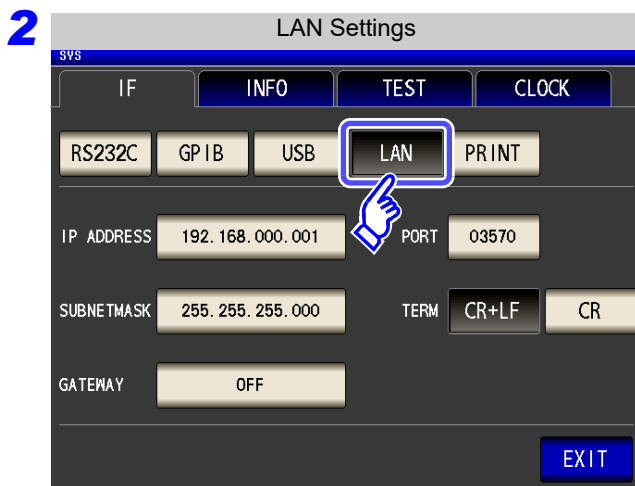 2
LAN Settings
SYS
IF INFO TEST CLOCK
RS232C GPIB USB LAN PRINT
IP ADDRESS 192.168.000.001 PORT 03570
SUBNETMASK 255.255.255.000 TERM CR+LF CR
GATEWAY OFF
EXIT